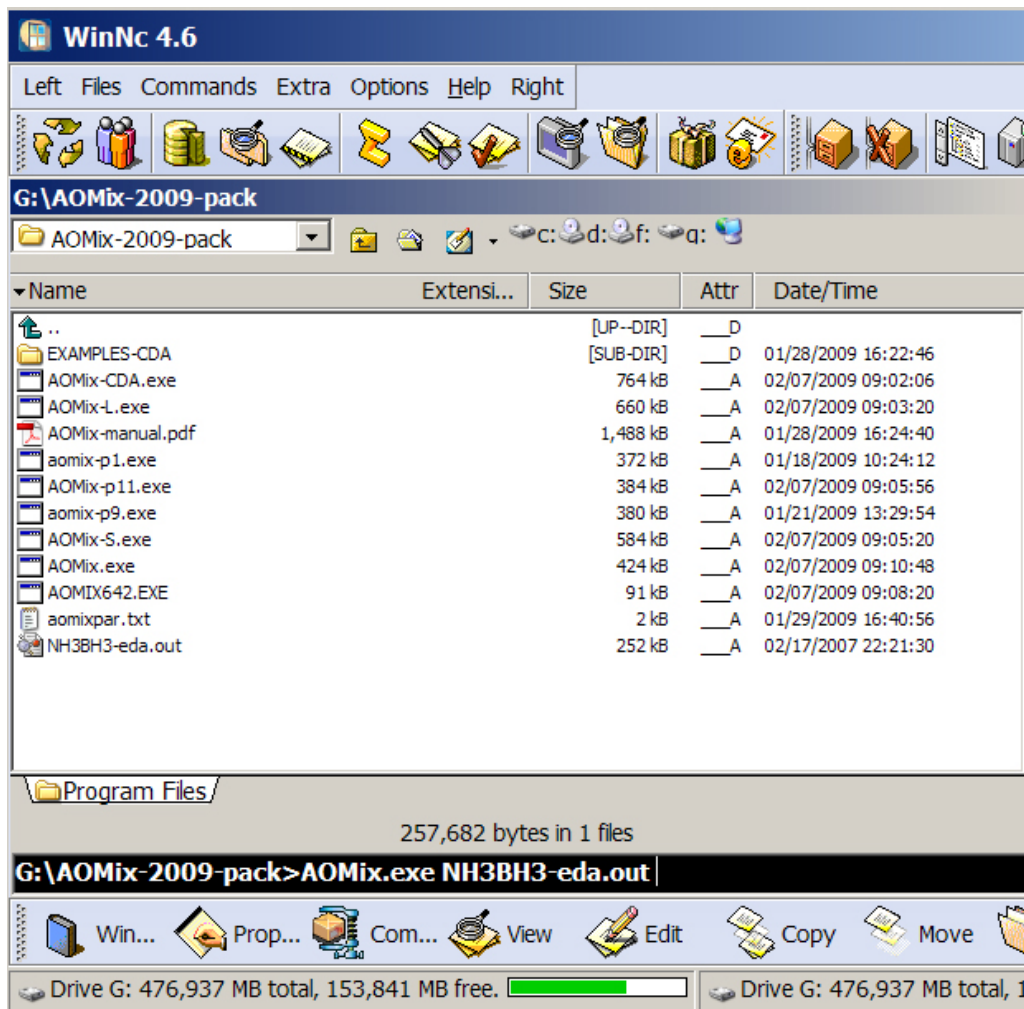 WinNc 4.6
Left Files Commands Extra Options Help Right
G:\AOMix-2009-pack
AOMix-2009-pack c: d: f: g:
Name Extensi... Size Attr Date/Time
.. [UP--DIR] ___D
EXAMPLES-CDA [SUB-DIR] ___D 01/28/2009 16:22:46
AOMix-CDA.exe 764 kB ___A 02/07/2009 09:02:06
AOMix-L.exe 660 kB ___A 02/07/2009 09:03:20
AOMix-manual.pdf 1,488 kB ___A 01/28/2009 16:24:40
aomix-p1.exe 372 kB ___A 01/18/2009 10:24:12
AOMix-p11.exe 384 kB ___A 02/07/2009 09:05:56
aomix-p9.exe 380 kB ___A 01/21/2009 13:29:54
AOMix-S.exe 584 kB ___A 02/07/2009 09:05:20
AOMix.exe 424 kB ___A 02/07/2009 09:10:48
AOMIX642.EXE 91 kB ___A 02/07/2009 09:08:20
aomixpar.txt 2 kB ___A 01/29/2009 16:40:56
NH3BH3-eda.out 252 kB ___A 02/17/2007 22:21:30
Program Files
257,682 bytes in 1 files
G:\AOMix-2009-pack>AOMix.exe NH3BH3-eda.out
Win... Prop... Com... View Edit Copy Move
Drive G: 476,937 MB total, 153,841 MB free. Drive G: 476,937 MB total, 1